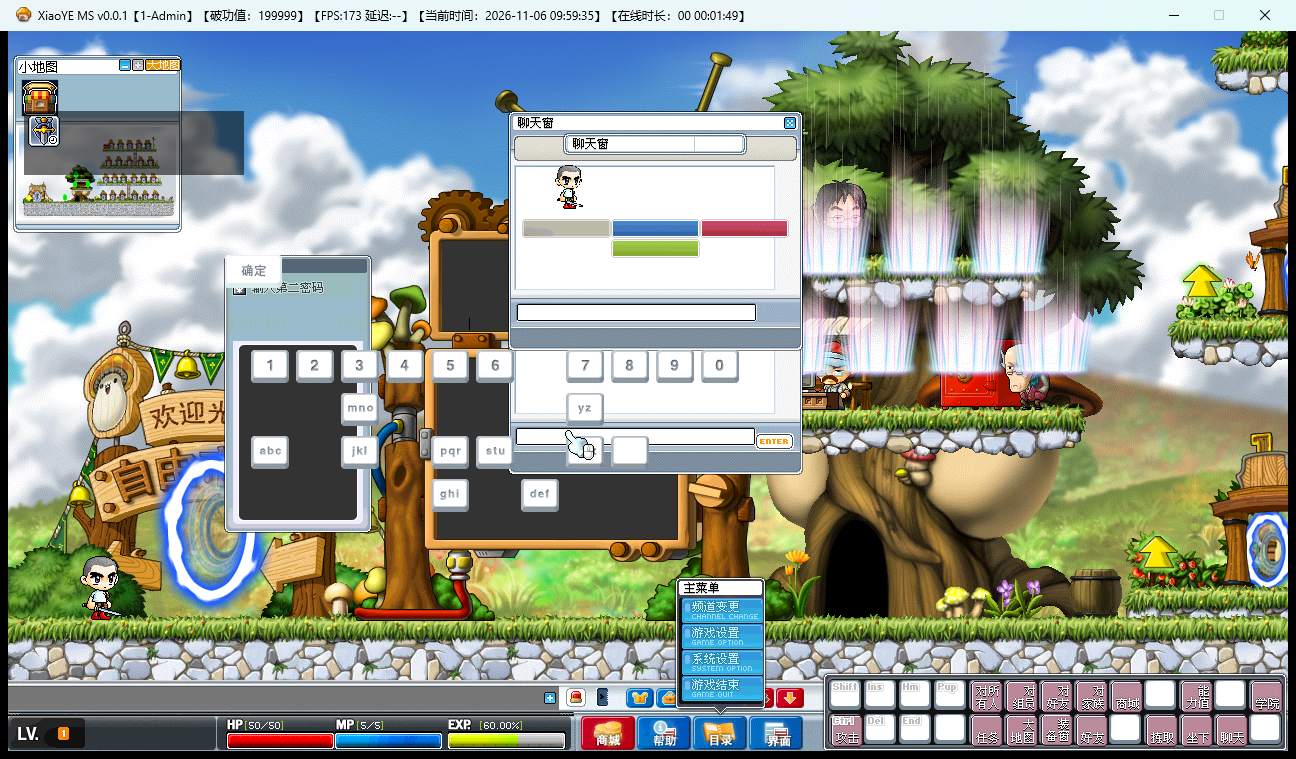 XiaoYE MS v0.0.1【1-Admin】 【破功值：199999】【FPS:173 延迟:--】 【当前时间：2026-11-06 09:59:35】 【在线时长：00 00:01:49】
小地图
大地图
聊天窗
聊天窗
确定
输入第二密码
1 2 3 4 5 6 7 8 9 0
mno yz
abc jkl pqr stu
ghi def
ENTER
欢迎光
自由
主菜单
频道变更
CHANNEL CHANGE
游戏设置
GAME OPTION
系统设置
SYSTEM OPTION
游戏结束
GAME QUIT
LV. 1
HP [50/50] MP [5/5] EXP. [60.00%]
商城 帮助 目录 界面
Shift Ins Hm Pup 对所有人 对组员 对好友 对家族 商城 能力值 学院
Ctrl 攻击 Del End 任务 大地图 装备窗 好友 拣取 坐下 聊天